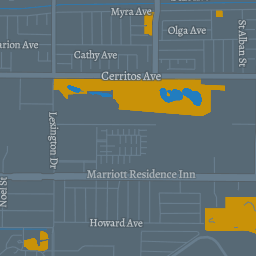 Myra Ave
Olga Ave
St Alban St
arion Ave
Cathy Ave
Cerritos Ave
Lexington Dr
Marriott Residence Inn
Noel St
Howard Ave